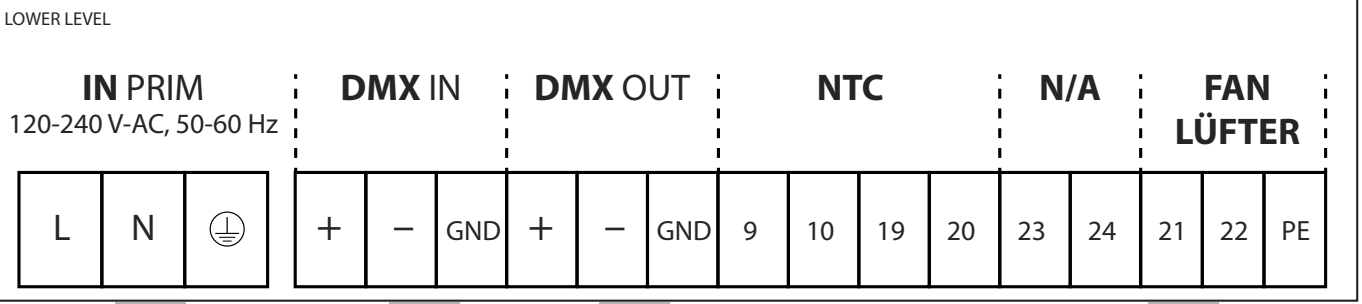 LOWER LEVEL
IN PRIM DMX IN DMX OUT NTC N/A FAN
120-240 V-AC, 50-60 Hz LÜFTER
L N + − GND + − GND 9 10 19 20 23 24 21 22 PE